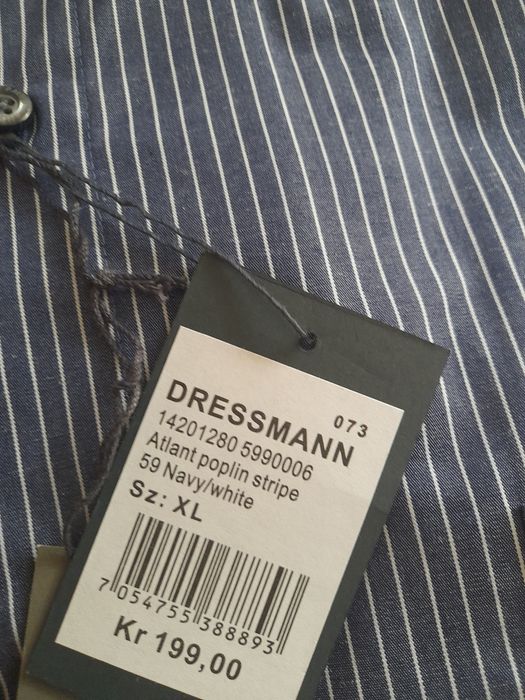 073
DRESSMANN
14201280 5990006
Atlant poplin stripe
59 Navy/white
Sz: XL
7 054755 388893
Kr 199,00